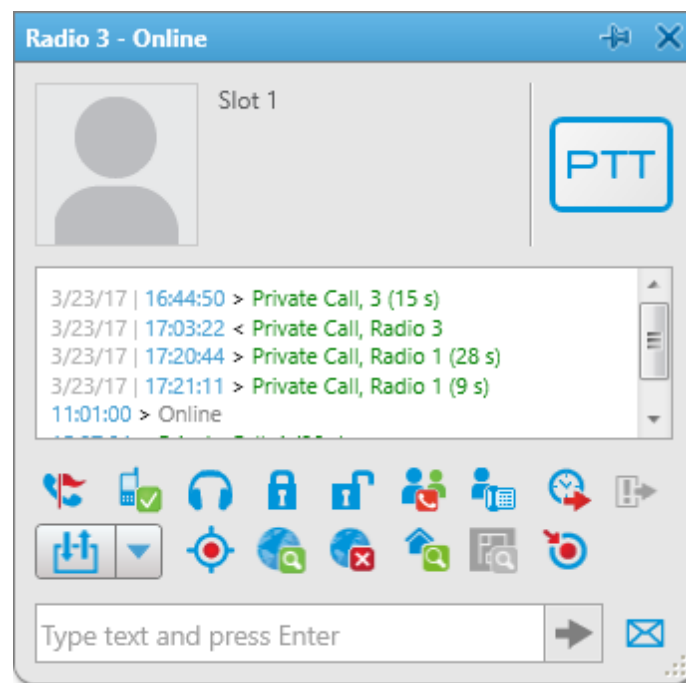 Radio 3 - Online
Slot 1
PTT
3/23/17 | 16:44:50 > Private Call, 3 (15 s)
3/23/17 | 17:03:22 < Private Call, Radio 3
3/23/17 | 17:20:44 > Private Call, Radio 1 (28 s)
3/23/17 | 17:21:11 > Private Call, Radio 1 (9 s)
11:01:00 > Online
Type text and press Enter